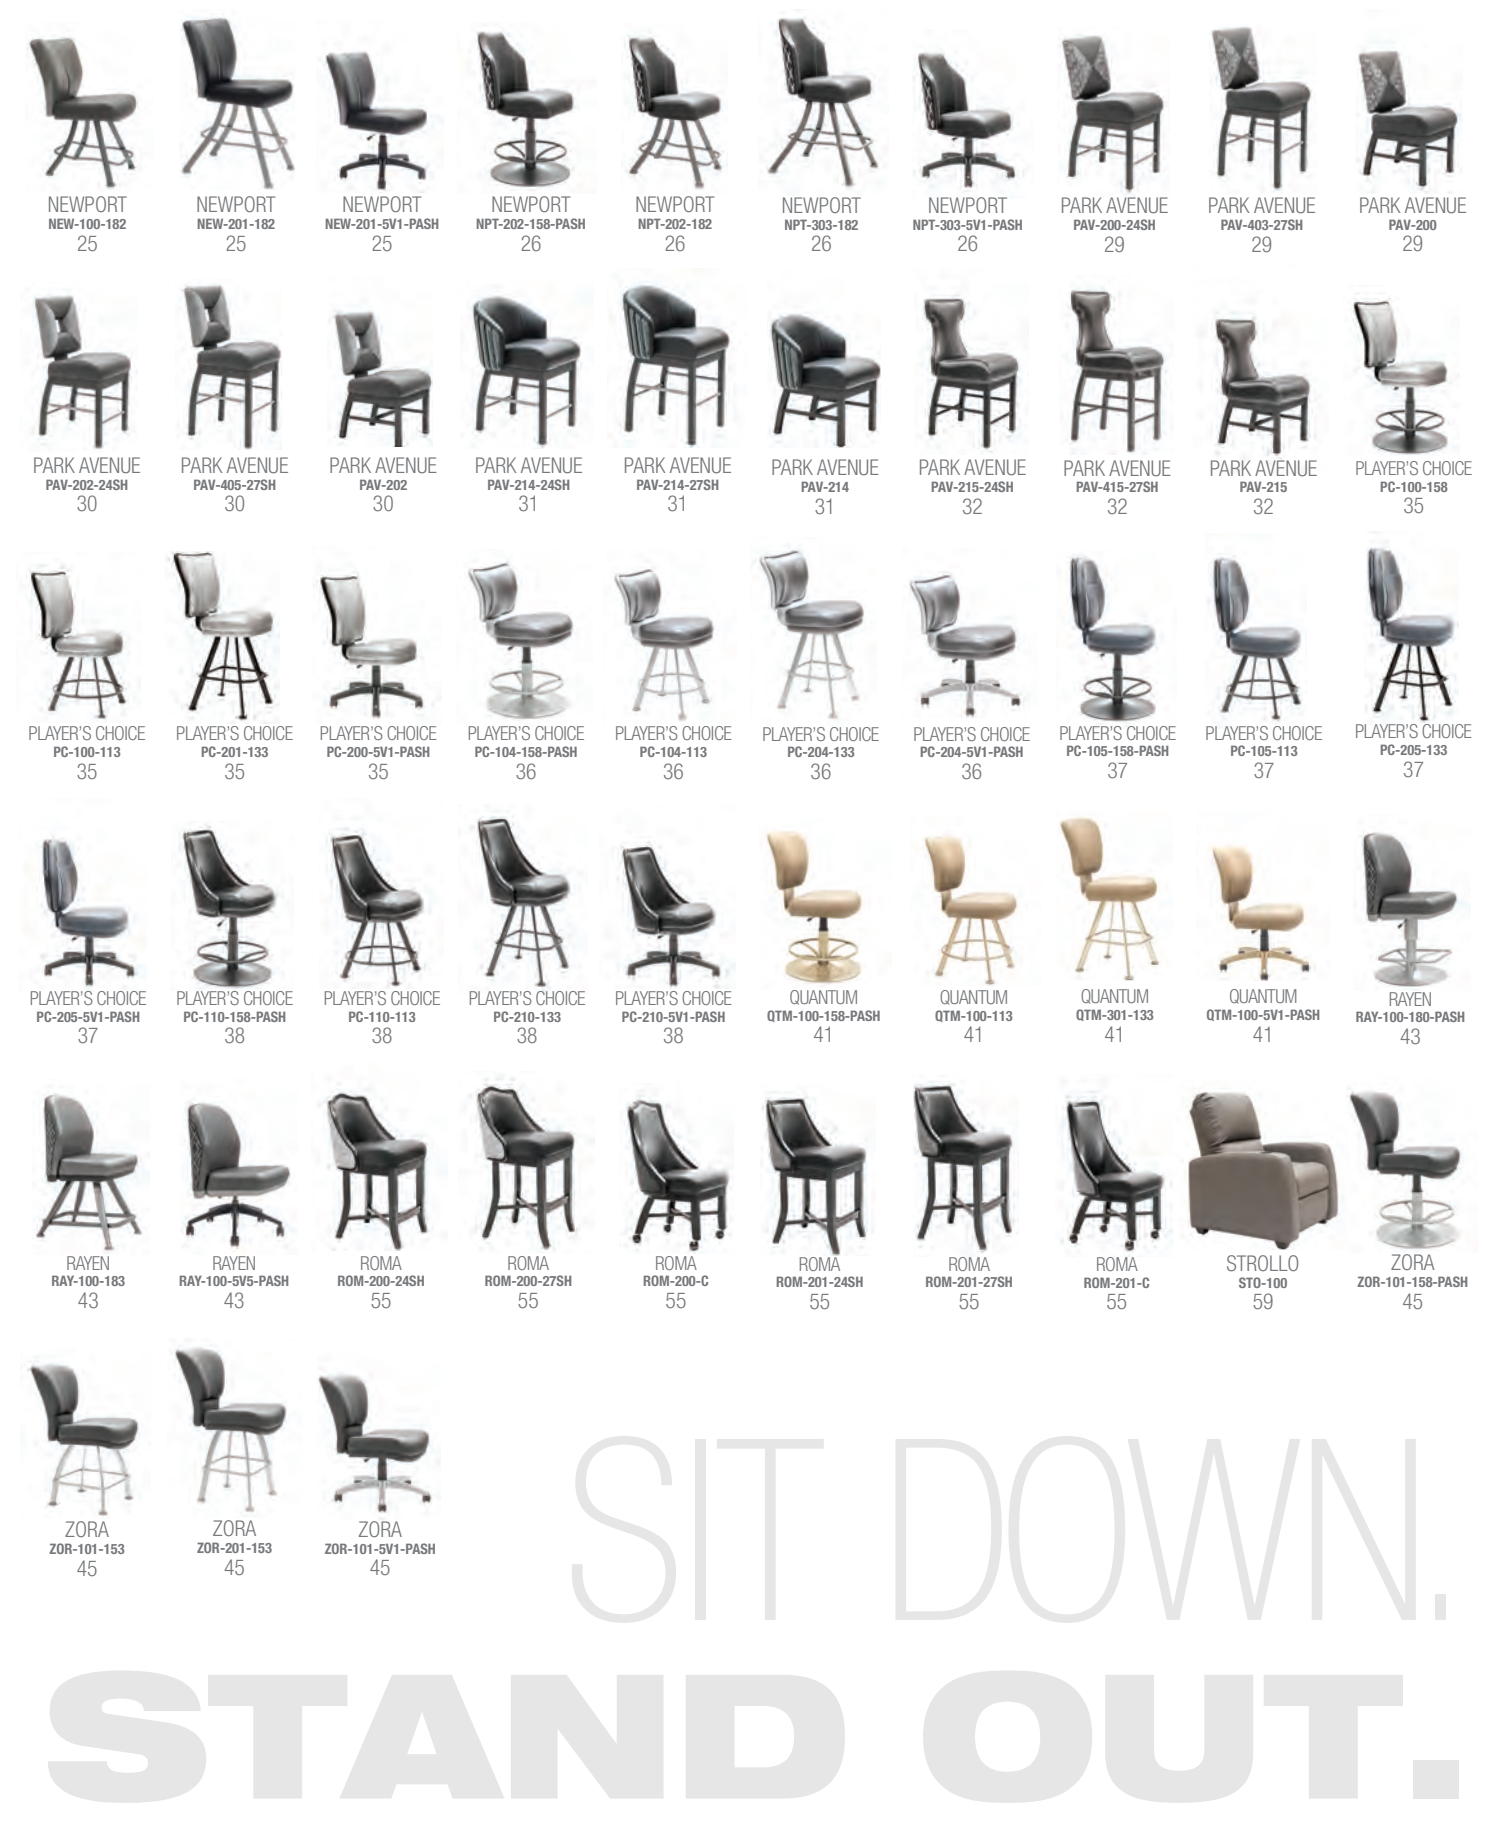 NEWPORT
NEW-100-182
25
NEWPORT
NEW-201-182
25
NEWPORT
NEW-201-5V1-PASH
25
NEWPORT
NPT-202-158-PASH
26
NEWPORT
NPT-202-182
26
NEWPORT
NPT-303-182
26
NEWPORT
NPT-303-5V1-PASH
26
PARK AVENUE
PAV-200-24SH
29
PARK AVENUE
PAV-403-27SH
29
PARK AVENUE
PAV-200
29
PARK AVENUE
PAV-202-24SH
30
PARK AVENUE
PAV-405-27SH
30
PARK AVENUE
PAV-202
30
PARK AVENUE
PAV-214-24SH
31
PARK AVENUE
PAV-214-27SH
31
PARK AVENUE
PAV-214
31
PARK AVENUE
PAV-215-24SH
32
PARK AVENUE
PAV-415-27SH
32
PARK AVENUE
PAV-215
32
PLAYER'S CHOICE
PC-100-158
35
PLAYER'S CHOICE
PC-100-113
35
PLAYER'S CHOICE
PC-201-133
35
PLAYER'S CHOICE
PC-200-5V1-PASH
35
PLAYER'S CHOICE
PC-104-158-PASH
36
PLAYER'S CHOICE
PC-104-113
36
PLAYER'S CHOICE
PC-204-133
36
PLAYER'S CHOICE
PC-204-5V1-PASH
36
PLAYER'S CHOICE
PC-105-158-PASH
37
PLAYER'S CHOICE
PC-105-113
37
PLAYER'S CHOICE
PC-205-133
37
PLAYER'S CHOICE
PC-205-5V1-PASH
37
PLAYER'S CHOICE
PC-110-158-PASH
38
PLAYER'S CHOICE
PC-110-113
38
PLAYER'S CHOICE
PC-210-133
38
PLAYER'S CHOICE
PC-210-5V1-PASH
38
QUANTUM
QTM-100-158-PASH
41
QUANTUM
QTM-100-113
41
QUANTUM
QTM-301-133
41
QUANTUM
QTM-100-5V1-PASH
41
RAYEN
RAY-100-180-PASH
43
RAYEN
RAY-100-183
43
RAYEN
RAY-100-5V5-PASH
43
ROMA
ROM-200-24SH
55
ROMA
ROM-200-27SH
55
ROMA
ROM-200-C
55
ROMA
ROM-201-24SH
55
ROMA
ROM-201-27SH
55
ROMA
ROM-201-C
55
STROLLO
STO-100
59
ZORA
ZOR-101-158-PASH
45
ZORA
ZOR-101-153
45
ZORA
ZOR-201-153
45
ZORA
ZOR-101-5V1-PASH
45
SIT DOWN.
STAND OUT.